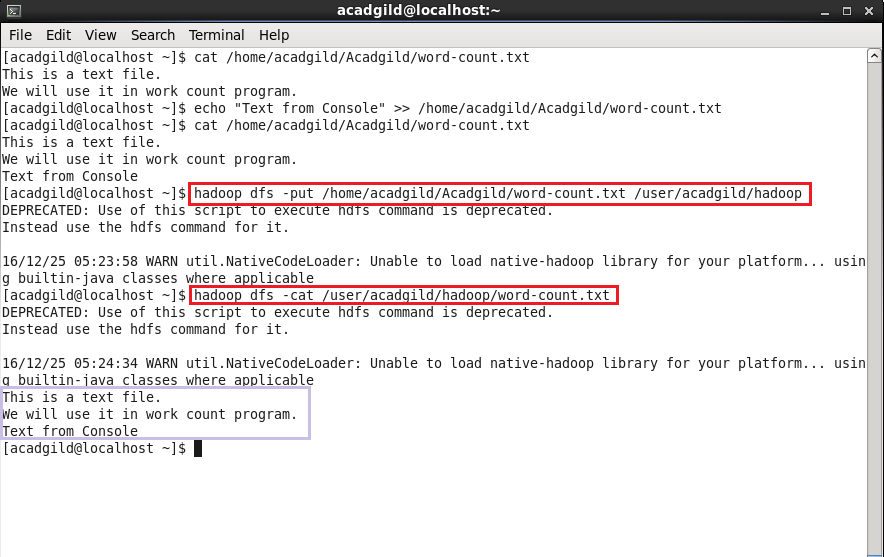 acadgild@localhost:~
File Edit View Search Terminal Help
[acadgild@localhost ~]$ cat /home/acadgild/Acadgild/word-count.txt
This is a text file.
We will use it in work count program.
[acadgild@localhost ~]$ echo "Text from Console" >> /home/acadgild/Acadgild/word-count.txt
[acadgild@localhost ~]$ cat /home/acadgild/Acadgild/word-count.txt
This is a text file.
We will use it in work count program.
Text from Console
[acadgild@localhost ~]$ hadoop dfs -put /home/acadgild/Acadgild/word-count.txt /user/acadgild/hadoop
DEPRECATED: Use of this script to execute hdfs command is deprecated.
Instead use the hdfs command for it.
16/12/25 05:23:58 WARN util.NativeCodeLoader: Unable to load native-hadoop library for your platform... usin
g builtin-java classes where applicable
[acadgild@localhost ~]$ hadoop dfs -cat /user/acadgild/hadoop/word-count.txt
DEPRECATED: Use of this script to execute hdfs command is deprecated.
Instead use the hdfs command for it.
16/12/25 05:24:34 WARN util.NativeCodeLoader: Unable to load native-hadoop library for your platform... usin
g builtin-java classes where applicable
This is a text file.
We will use it in work count program.
Text from Console
[acadgild@localhost ~]$